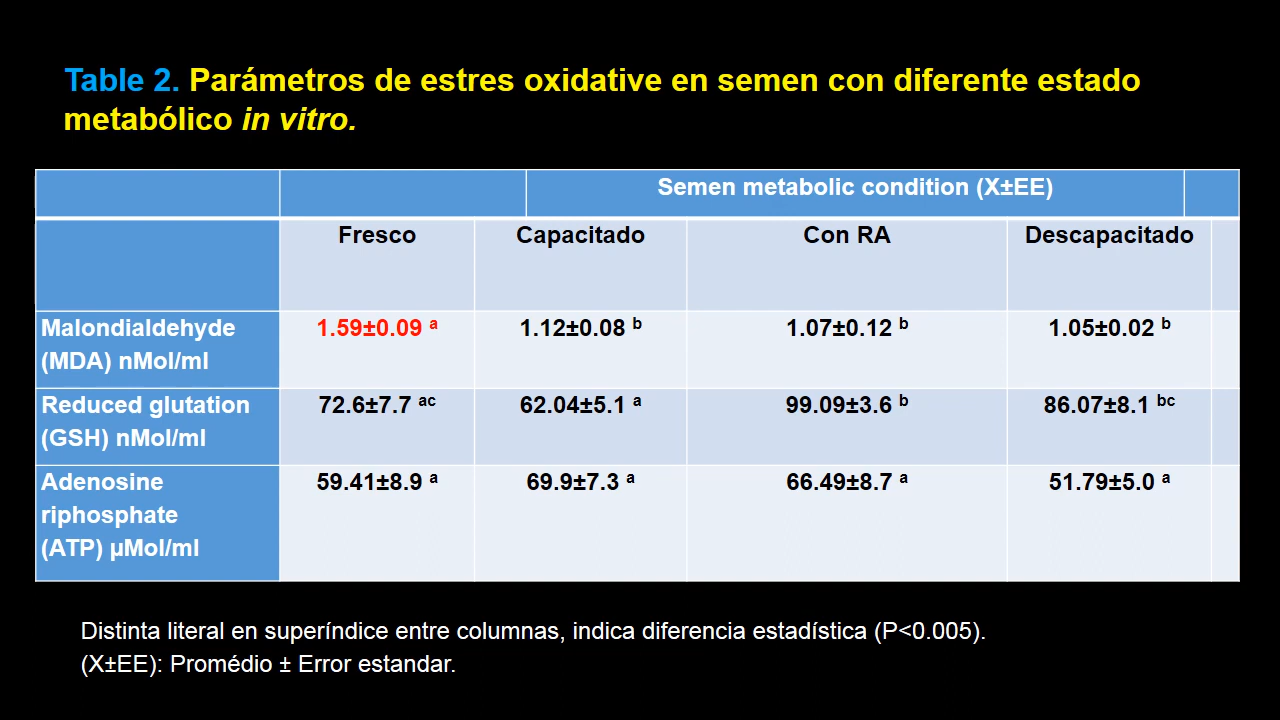 Table 2. Parámetros de estres oxidative en semen con diferente estado
metabólico in vitro.
Semen metabolic condition (X±EE)
Fresco Capacitado Con RA Descapacitado
Malondialdehyde
(MDA) nMol/ml
1.59±0.09 a 1.12±0.08 b 1.07±0.12 b 1.05±0.02 b
Reduced glutation
(GSH) nMol/ml
72.6±7.7 ac 62.04±5.1 a 99.09±3.6 b 86.07±8.1 bc
Adenosine
riphosphate
(ATP) µMol/ml
59.41±8.9 a 69.9±7.3 a 66.49±8.7 a 51.79±5.0 a
Distinta literal en superíndice entre columnas, indica diferencia estadística (P<0.005).
(X±EE): Promédio ± Error estandar.